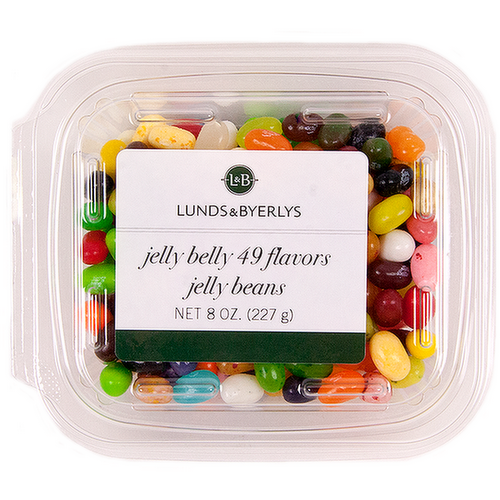 L&B
LUNDS&BYERLYS
jelly belly 49 flavors
jelly beans
NET 8 OZ. (227 g)